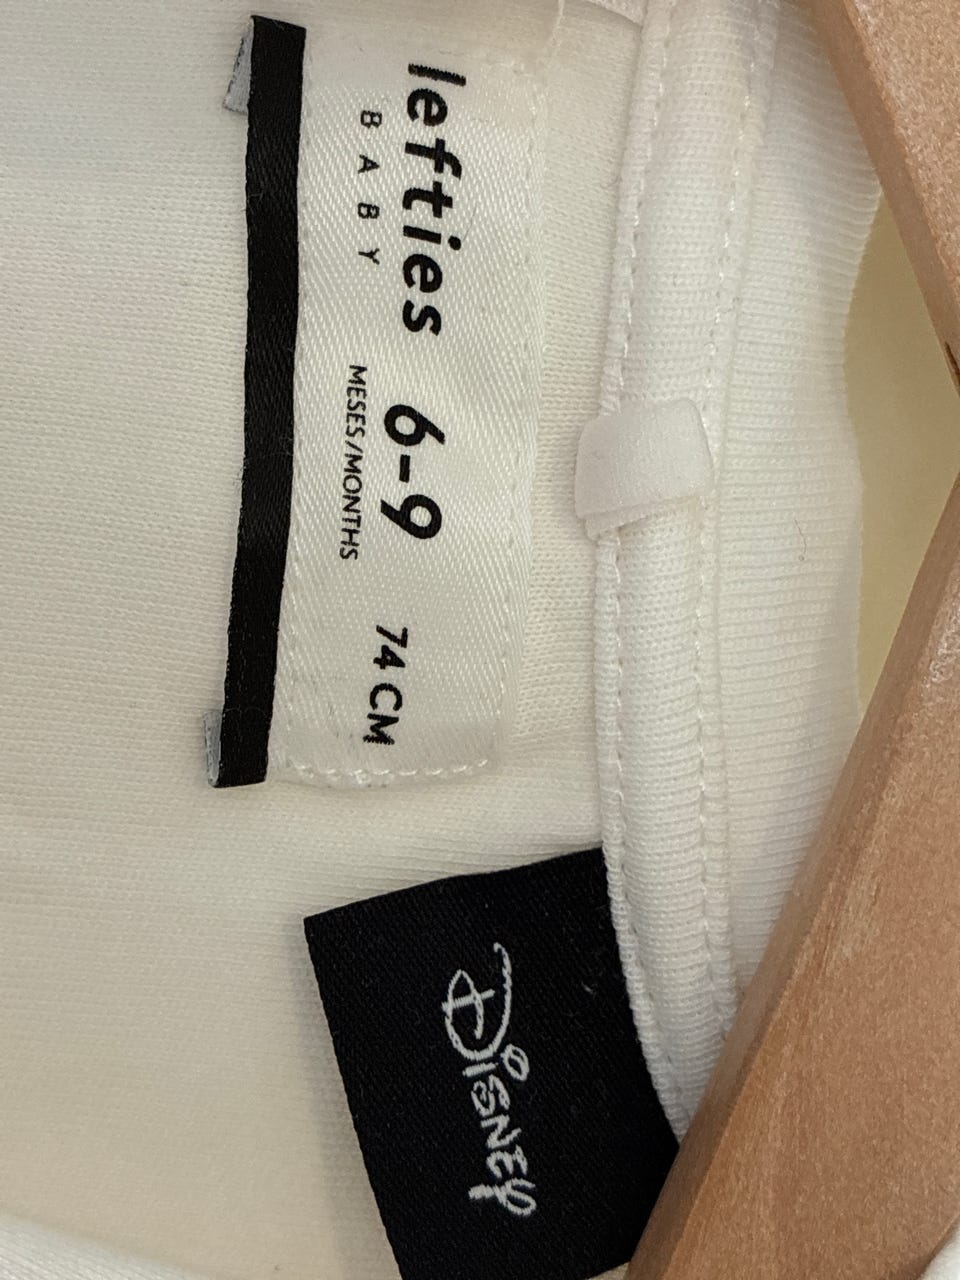 lefties
BABY
6-9
MESES/MONTHS
74 CM
Disney